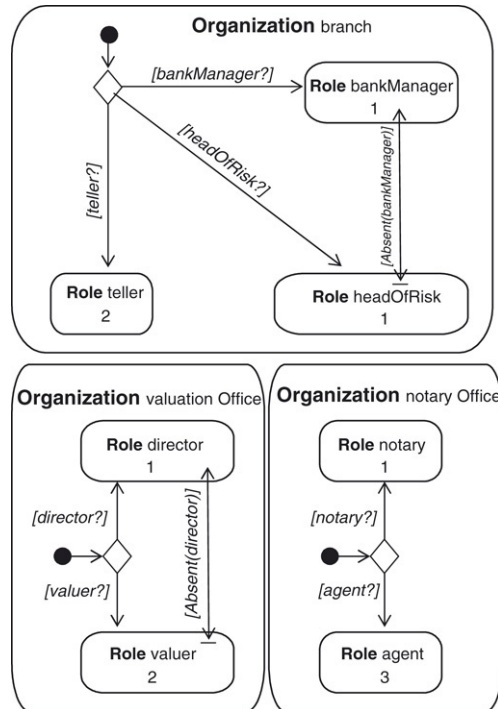 Organization branch
[bankManager?]
Role bankManager
1
[headOfRisk?]
[teller?]
[Absent(bankManager)]
Role teller
2
Role headOfRisk
1
Organization valuation Office
Role director
1
[director?]
[Absent(director)]
[valuer?]
Role valuer
2
Organization notary Office
Role notary
1
[notary?]
[agent?]
Role agent
3